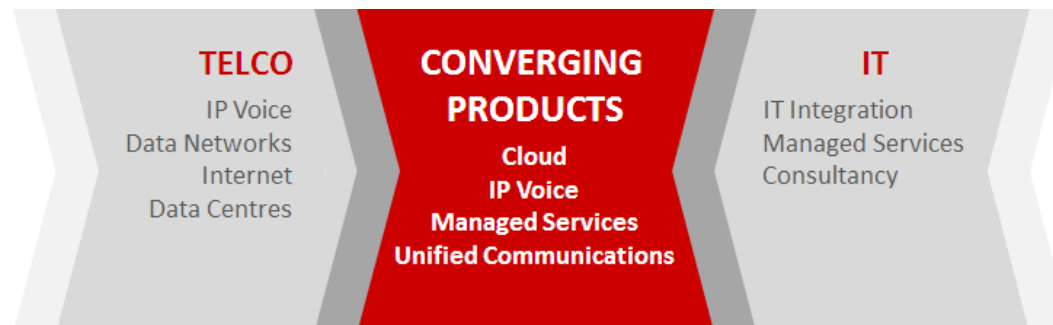 TELCO
IP Voice
Data Networks
Internet
Data Centres
CONVERGING
PRODUCTS
Cloud
IP Voice
Managed Services
Unified Communications
IT
IT Integration
Managed Services
Consultancy